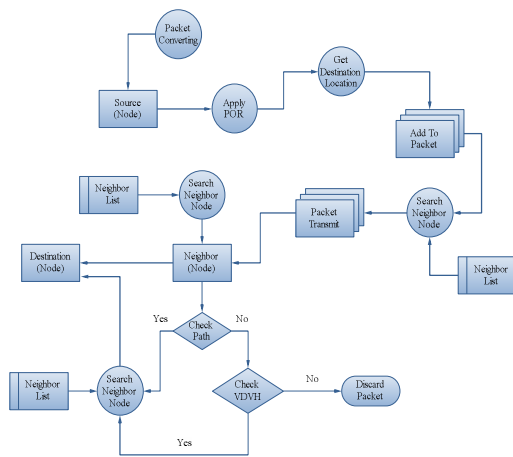 Packet
Converting
Source
(Node)
Apply
POR
Get
Destination
Location
Add To
Packet
Neighbor
List
Search
Neighbor
Node
Packet
Transmit
Search
Neighbor
Node
Destination
(Node)
Neighbor
(Node)
Neighbor
List
Yes
Check
Path
No
Neighbor
List
Search
Neighbor
Node
Check
VDVH
No
Discard
Packet
Yes